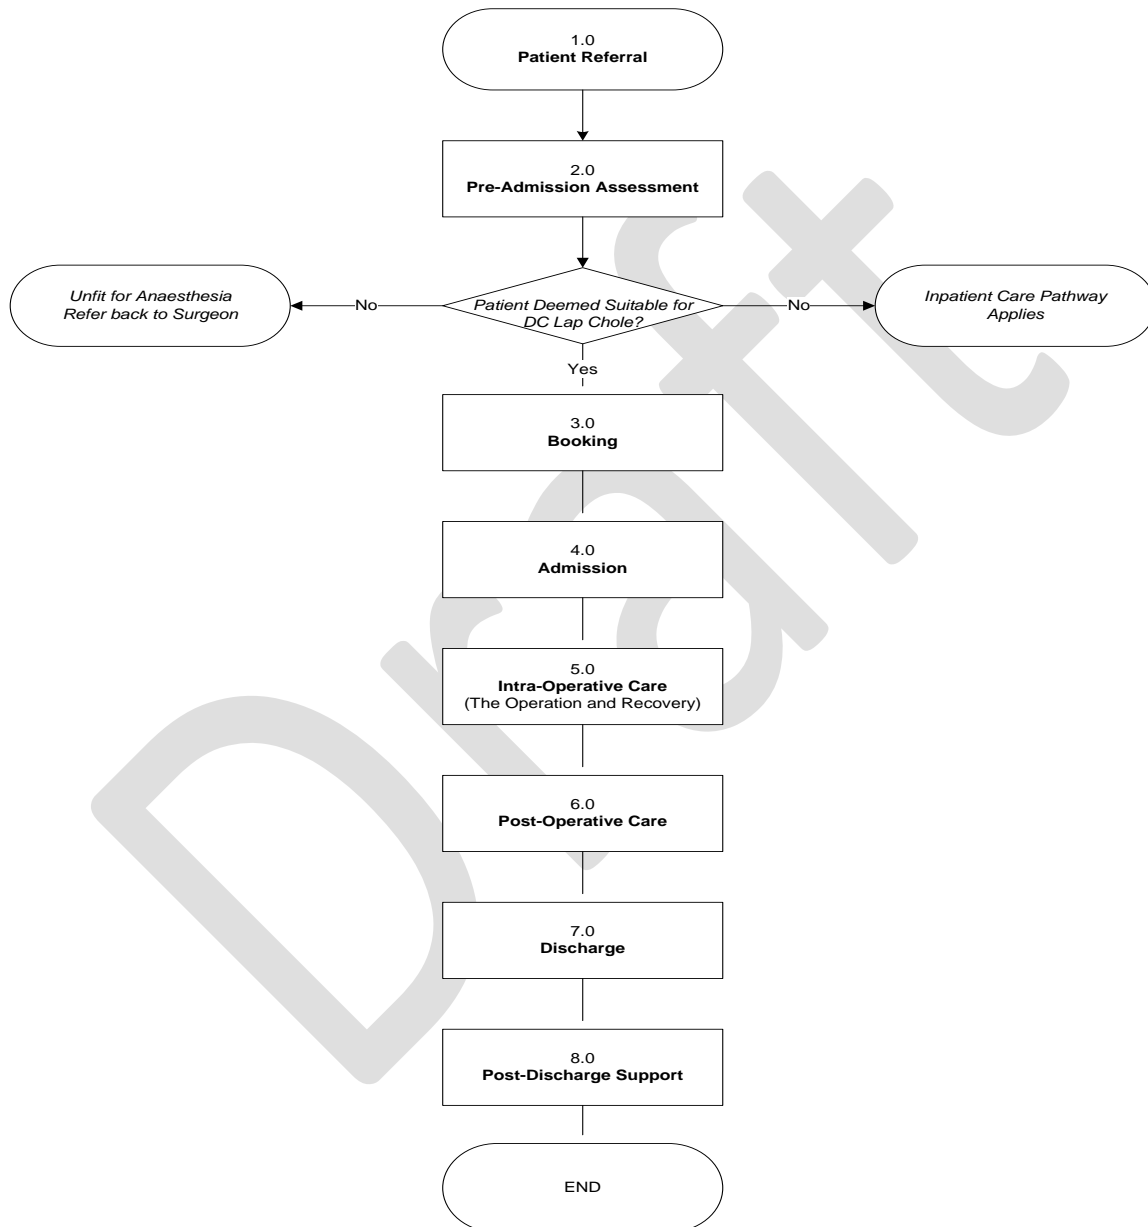 1.0
Patient Referral
2.0
Pre-Admission Assessment
Unfit for Anaesthesia
Refer back to Surgeon
No
Patient Deemed Suitable for
DC Lap Chole?
No
Inpatient Care Pathway
Applies
Yes
3.0
Booking
4.0
Admission
5.0
Intra-Operative Care
(The Operation and Recovery)
6.0
Post-Operative Care
7.0
Discharge
8.0
Post-Discharge Support
END
Draft